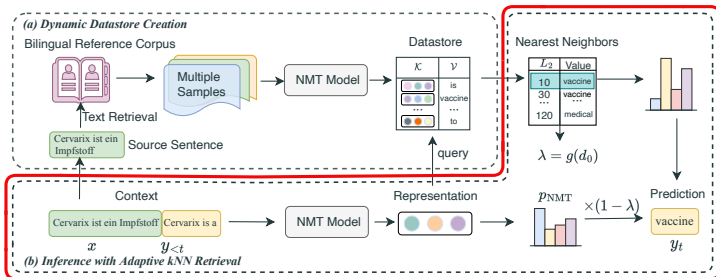 (a) Dynamic Datastore Creation
Bilingual Reference Corpus
Multiple
Samples
NMT Model
Datastore
K V
is
vaccine
...
...
to
Nearest Neighbors
L2 Value
10 vaccine
30 vaccine
... ...
120 medical
λ = g(d0)
Text Retrieval
Cervarix ist ein
Impfstoff
Source Sentence
query
Context
Cervarix ist ein Impfstoff Cervarix is a
x y<t
NMT Model
Representation
pNMT
×(1 − λ)
Prediction
vaccine
yt
(b) Inference with Adaptive kNN Retrieval